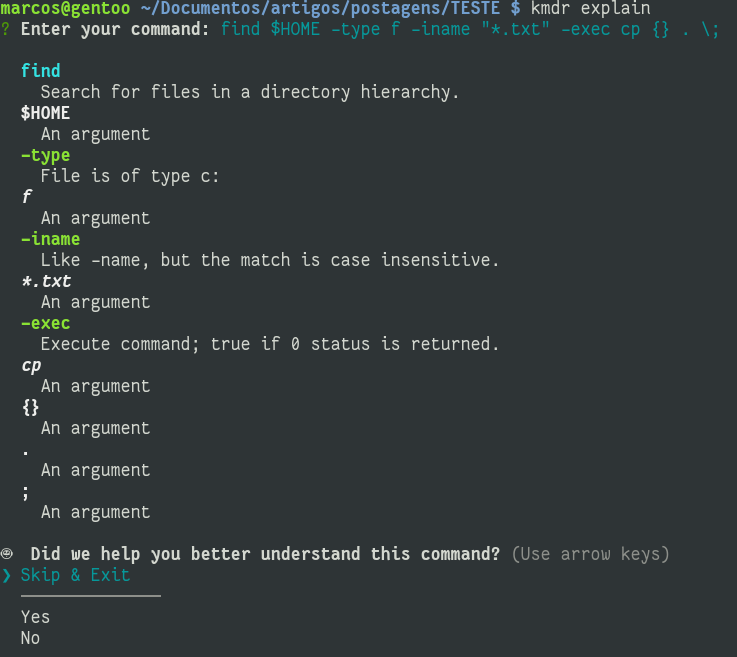 marcos@gentoo ~/Documentos/artigos/postagens/TESTE $ kmdr explain
? Enter your command: find $HOME -type f -iname "*.txt" -exec cp {} . \;
find
Search for files in a directory hierarchy.
$HOME
An argument
-type
File is of type c:
f
An argument
-iname
Like -name, but the match is case insensitive.
*.txt
An argument
-exec
Execute command; true if 0 status is returned.
cp
An argument
{}
An argument
.
An argument
;
An argument
Did we help you better understand this command? (Use arrow keys)
❯ Skip & Exit
Yes
No